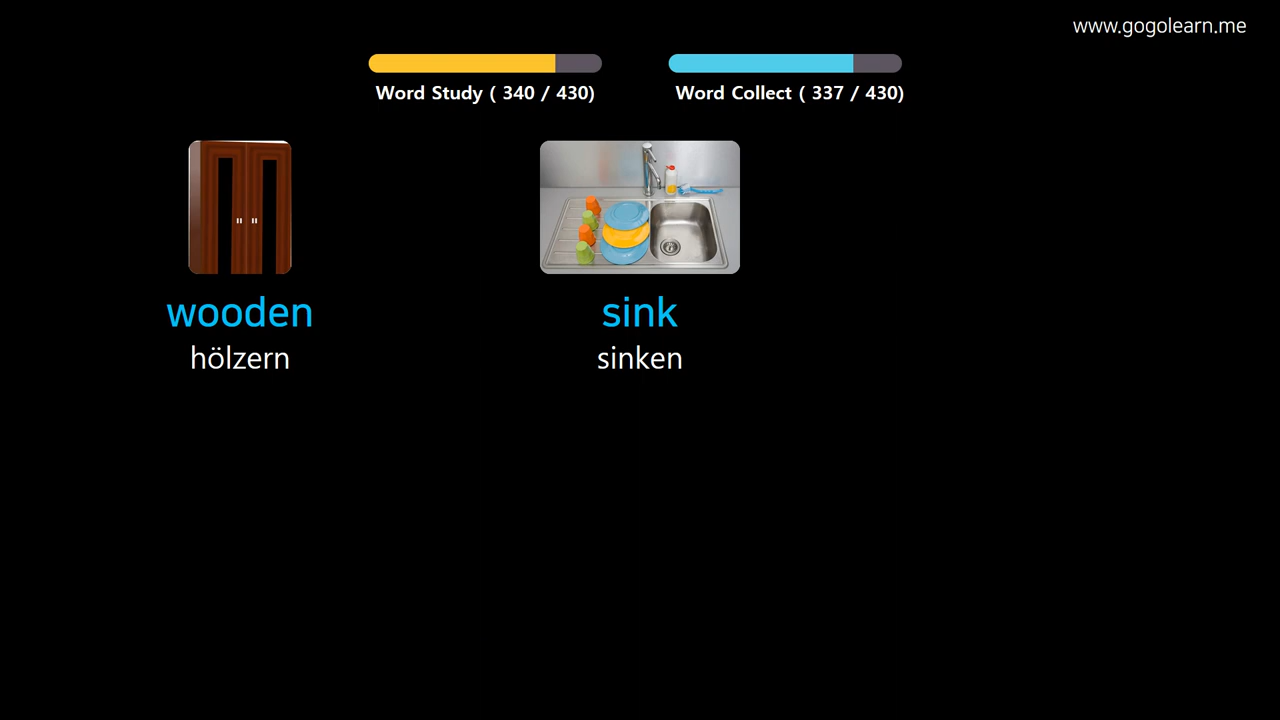 www.gogolearn.me
Word Study ( 340 / 430)
Word Collect ( 337 / 430)
wooden
hölzern
sink
sinken